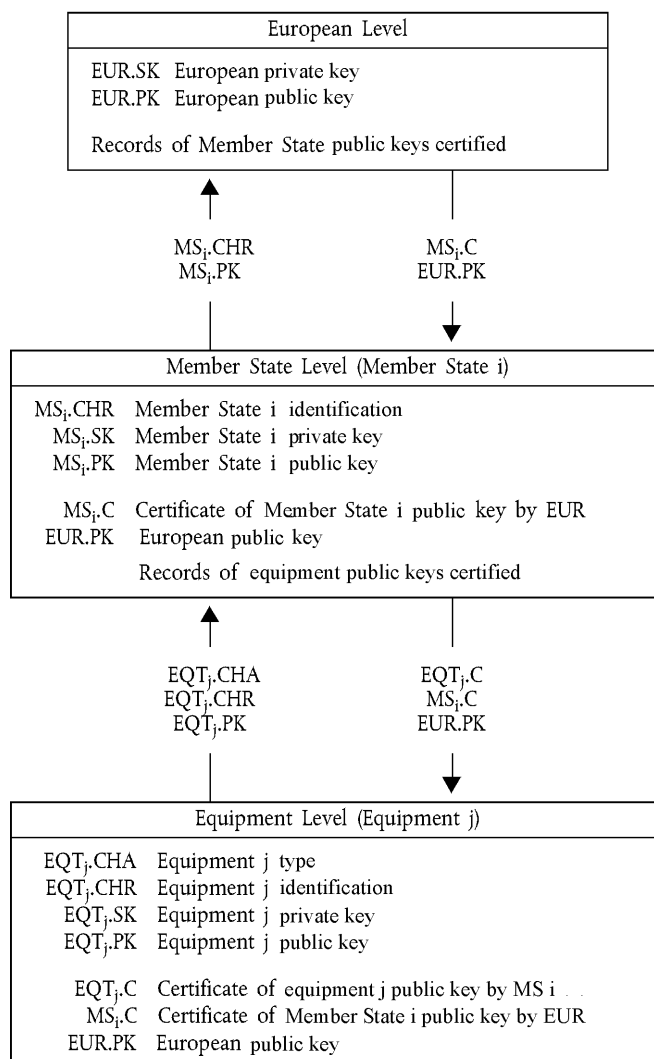 European Level
EUR.SK European private key
EUR.PK European public key
Records of Member State public keys certified
MSi.CHR
MSi.PK
MSi.C
EUR.PK
Member State Level (Member State i)
MSi.CHR Member State i identification
MSi.SK Member State i private key
MSi.PK Member State i public key
MSi.C Certificate of Member State i public key by EUR
EUR.PK European public key
Records of equipment public keys certified
EQTj.CHA
EQTj.CHR
EQTj.PK
EQTj.C
MSi.C
EUR.PK
Equipment Level (Equipment j)
EQTj.CHA Equipment j type
EQTj.CHR Equipment j identification
EQTj.SK Equipment j private key
EQTj.PK Equipment j public key
EQTj.C Certificate of equipment j public key by MS i
MSi.C Certificate of Member State i public key by EUR
EUR.PK European public key